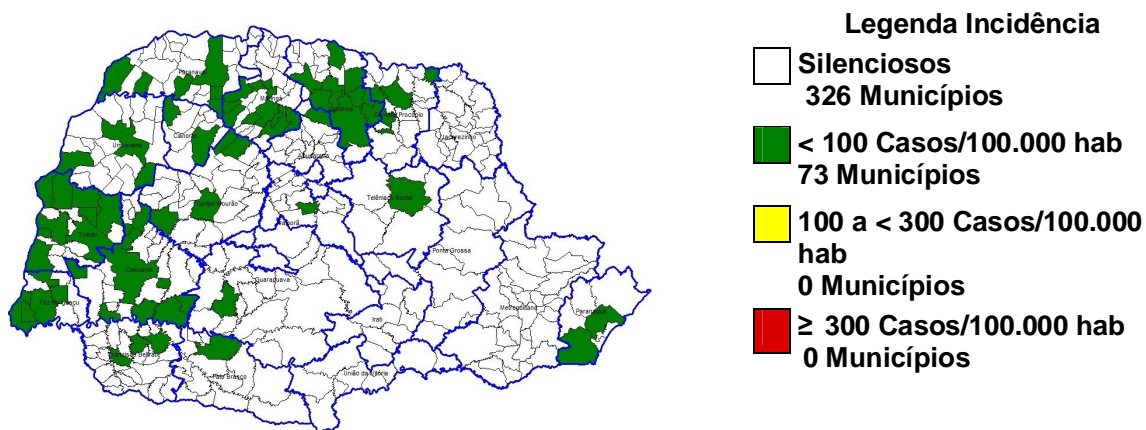 Legenda Incidência
Silenciosos
326 Municípios
< 100 Casos/100.000 hab
73 Municípios
100 a < 300 Casos/100.000
hab
0 Municípios
≥ 300 Casos/100.000 hab
0 Municípios
Paranavaí
Maringá
Londrina
Cornélio Procópio
Jacarezinho
Cianorte
Umuarama
Apucarana
Campo Mourão
Telêmaco Borba
Ivaiporã
Toledo
Ponta Grossa
Cascavel
Guarapuava
Foz do Iguaçu
Metropolitana
Paranaguá
Irati
Francisco Beltrão
Pato Branco
União da Vitória